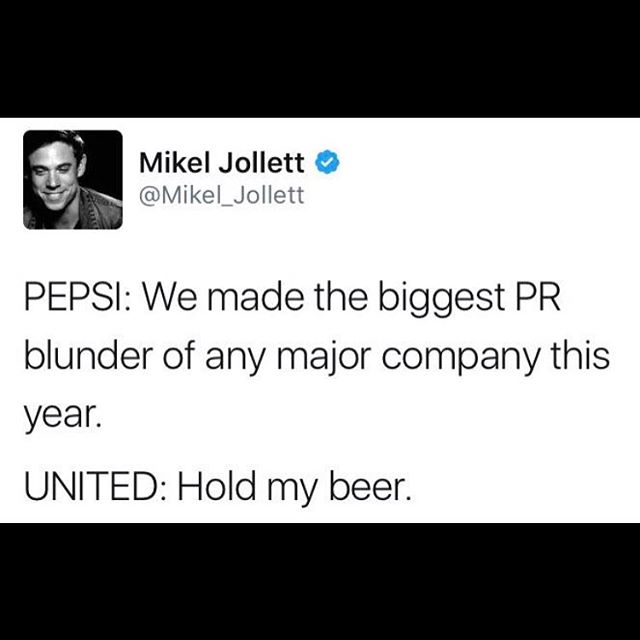 Mikel Jollett
@Mikel_Jollett
PEPSI: We made the biggest PR
blunder of any major company this
year.
UNITED: Hold my beer.